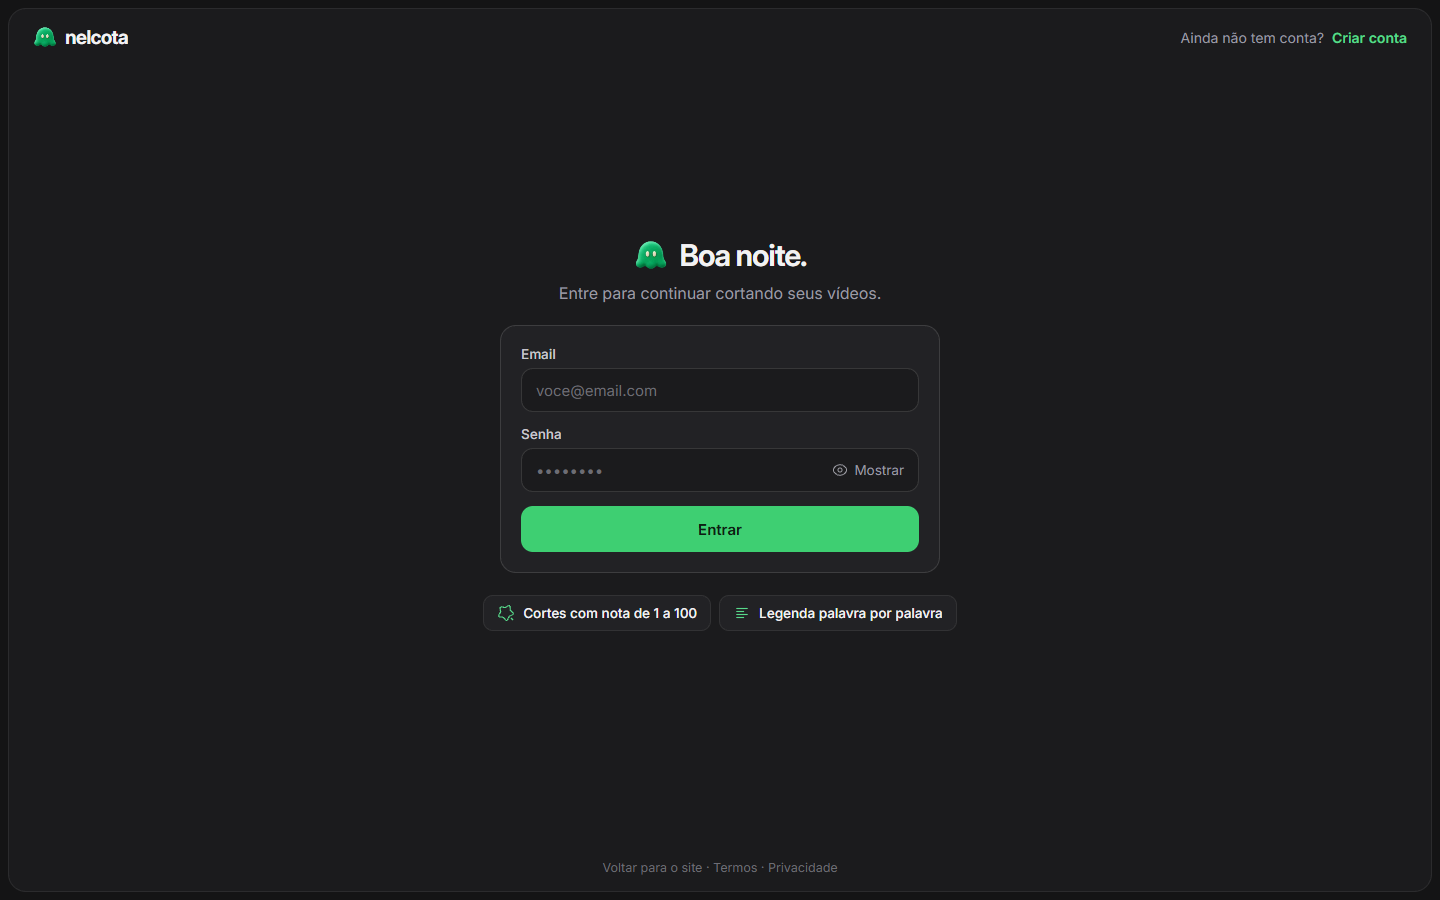 nelcota
Ainda não tem conta? Criar conta
Boa noite.
Entre para continuar cortando seus vídeos.
Email
voce@email.com
Senha
••••••••
Mostrar
Entrar
Cortes com nota de 1 a 100
Legenda palavra por palavra
Voltar para o site · Termos · Privacidade